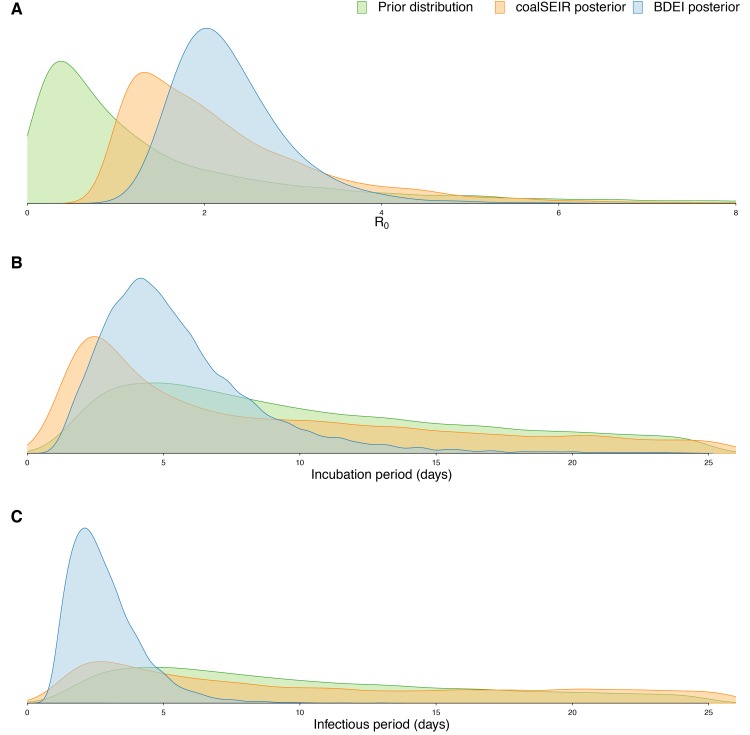 A
Prior distribution coalSEIR posterior BDEI posterior
0 2 4 6 8
R0
B
0 5 10 15 20 25
Incubation period (days)
C
0 5 10 15 20 25
Infectious period (days)